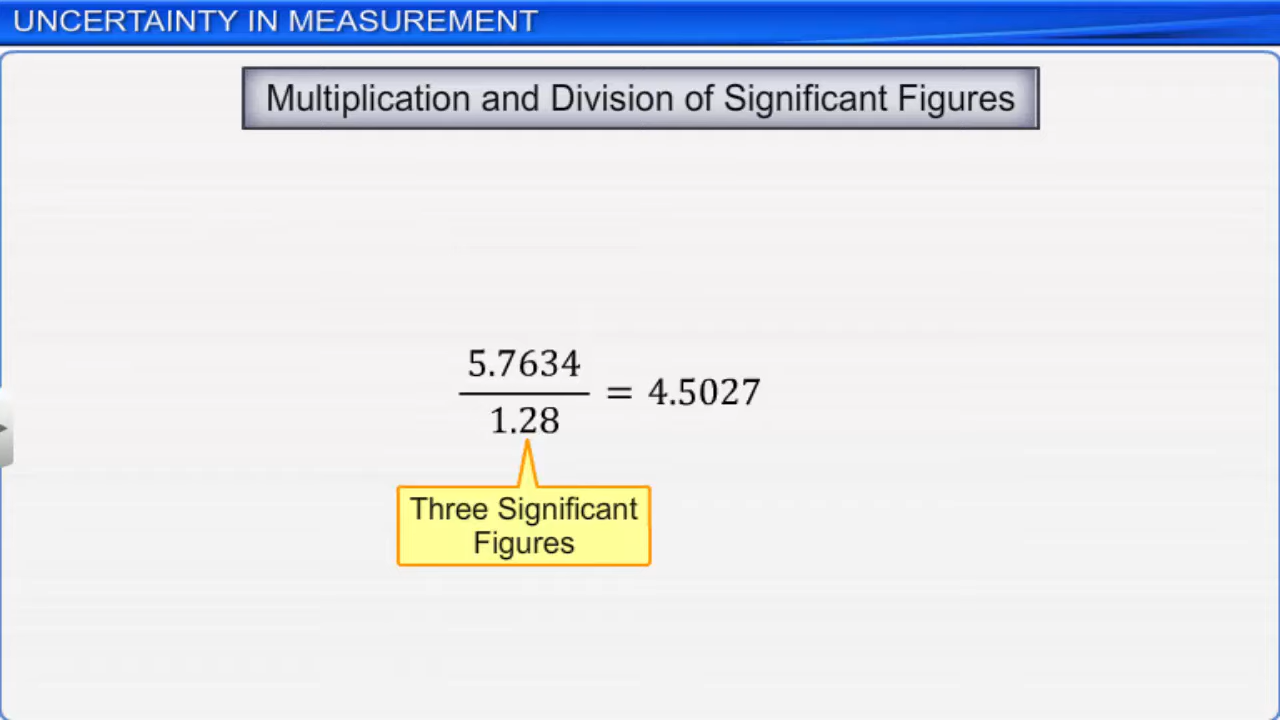 UNCERTAINTY IN MEASUREMENT
Multiplication and Division of Significant Figures
5.7634
1.28
= 4.5027
Three Significant
Figures